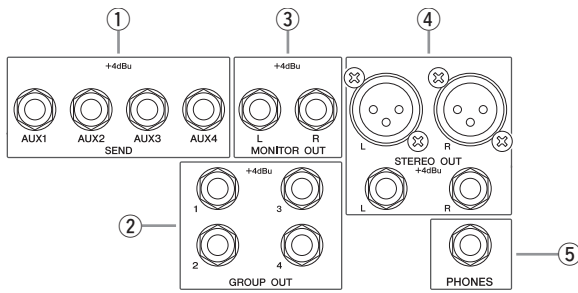 1 3 4
+4dBu
AUX1 AUX2 AUX3 AUX4
SEND
+4dBu
L R
MONITOR OUT
L R
STEREO OUT
+4dBu
L R
2
+4dBu
1 3
2 4
GROUP OUT
PHONES
5